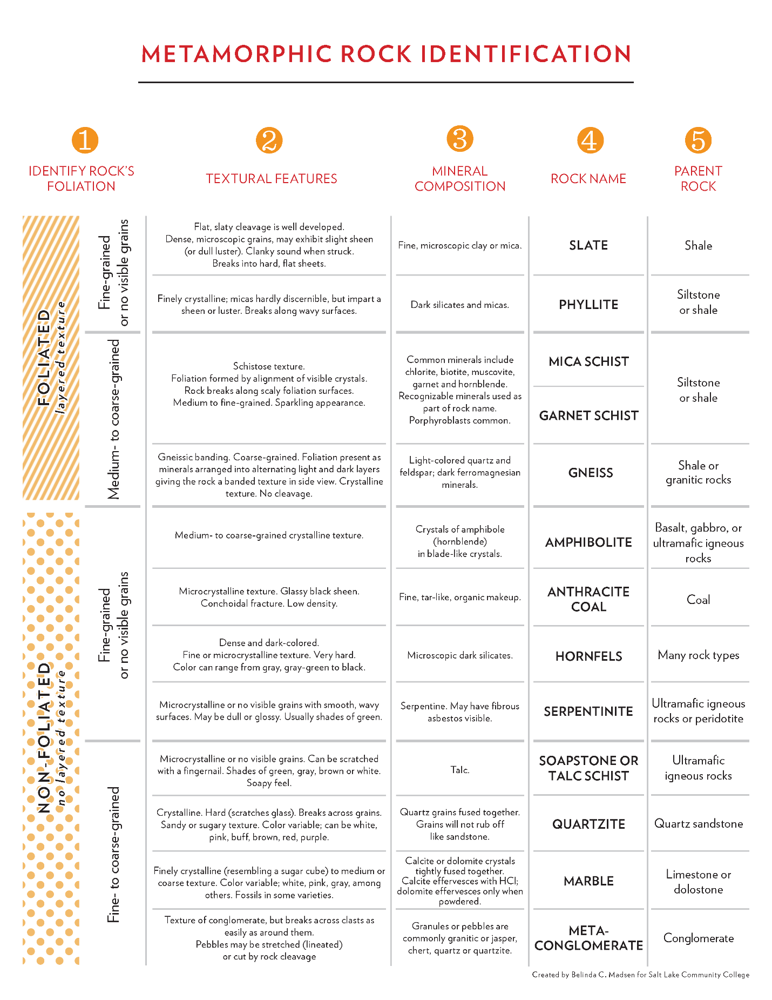 METAMORPHIC ROCK IDENTIFICATION
1
IDENTIFY ROCK'S
FOLIATION
2
TEXTURAL FEATURES
3
MINERAL
COMPOSITION
4
ROCK NAME
5
PARENT
ROCK
FOLIATED
layered texture
Fine-grained
or no visible grains
Flat, slaty cleavage is well developed.
Dense, microscopic grains, may exhibit slight sheen
(or dull luster). Clanky sound when struck.
Breaks into hard, flat sheets.
Fine, microscopic clay or mica.
SLATE
Shale
Finely crystalline; micas hardly discernible, but impart a
sheen or luster. Breaks along wavy surfaces.
Dark silicates and micas.
PHYLLITE
Siltstone
or shale
Medium- to coarse-grained
Schistose texture.
Foliation formed by alignment of visible crystals.
Rock breaks along scaly foliation surfaces.
Medium to fine-grained. Sparkling appearance.
Common minerals include
chlorite, biotite, muscovite,
garnet and hornblende.
Recognizable minerals used as
part of rock name.
Porphyroblasts common.
MICA SCHIST
GARNET SCHIST
Siltstone
or shale
Gneissic banding. Coarse-grained. Foliation present as
minerals arranged into alternating light and dark layers
giving the rock a banded texture in side view. Crystalline
texture. No cleavage.
Light-colored quartz and
feldspar; dark ferromagnesian
minerals.
GNEISS
Shale or
granitic rocks
NON-FOLIATED
no layered texture
Fine-grained
or no visible grains
Medium- to coarse-grained crystalline texture.
Crystals of amphibole
(hornblende)
in blade-like crystals.
AMPHIBOLITE
Basalt, gabbro, or
ultramafic igneous
rocks
Microcrystalline texture. Glassy black sheen.
Conchoidal fracture. Low density.
Fine, tar-like, organic makeup.
ANTHRACITE
COAL
Coal
Dense and dark-colored.
Fine or microcrystalline texture. Very hard.
Color can range from gray, gray-green to black.
Microscopic dark silicates.
HORNFELS
Many rock types
Microcrystalline or no visible grains with smooth, wavy
surfaces. May be dull or glossy. Usually shades of green.
Serpentine. May have fibrous
asbestos visible.
SERPENTINITE
Ultramafic igneous
rocks or peridotite
Fine- to coarse-grained
Microcrystalline or no visible grains. Can be scratched
with a fingernail. Shades of green, gray, brown or white.
Soapy feel.
Talc.
SOAPSTONE OR
TALC SCHIST
Ultramafic
igneous rocks
Crystalline. Hard (scratches glass). Breaks across grains.
Sandy or sugary texture. Color variable; can be white,
pink, buff, brown, red, purple.
Quartz grains fused together.
Grains will not rub off
like sandstone.
QUARTZITE
Quartz sandstone
Finely crystalline (resembling a sugar cube) to medium or
coarse texture. Color variable; white, pink, gray, among
others. Fossils in some varieties.
Calcite or dolomite crystals
tightly fused together.
Calcite effervesces with HCl;
dolomite effervesces only when
powdered.
MARBLE
Limestone or
dolostone
Texture of conglomerate, but breaks across clasts as
easily as around them.
Pebbles may be stretched (lineated)
or cut by rock cleavage
Granules or pebbles are
commonly granitic or jasper,
chert, quartz or quartzite.
META-
CONGLOMERATE
Conglomerate
Created by Belinda C. Madsen for Salt Lake Community College